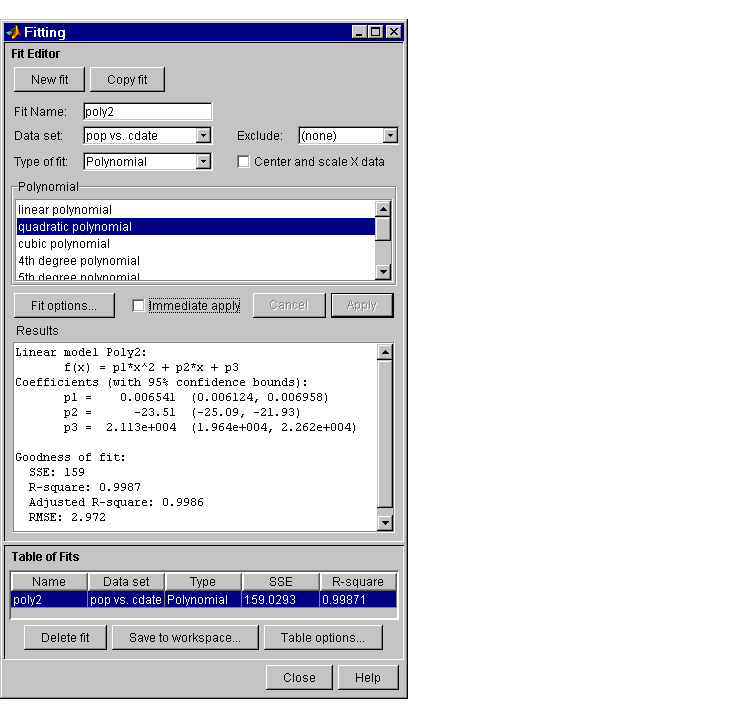 Fitting
Fit Editor
New fit Copy fit
Fit Name: poly2
Data set: pop vs. cdate Exclude: (none)
Type of fit: Polynomial Center and scale X data
Polynomial
linear polynomial
quadratic polynomial
cubic polynomial
4th degree polynomial
5th degree polynomial
Fit options... Immediate apply Cancel Apply
Results
Linear model Poly2:
f(x) = p1*x^2 + p2*x + p3
Coefficients (with 95% confidence bounds):
p1 = 0.006541 (0.006124, 0.006958)
p2 = -23.51 (-25.09, -21.93)
p3 = 2.113e+004 (1.964e+004, 2.262e+004)
Goodness of fit:
SSE: 159
R-square: 0.9987
Adjusted R-square: 0.9986
RMSE: 2.972
Table of Fits
Name Data set Type SSE R-square
poly2 pop vs. cdate Polynomial 159.0293 0.99871
Delete fit Save to workspace... Table options...
Close Help